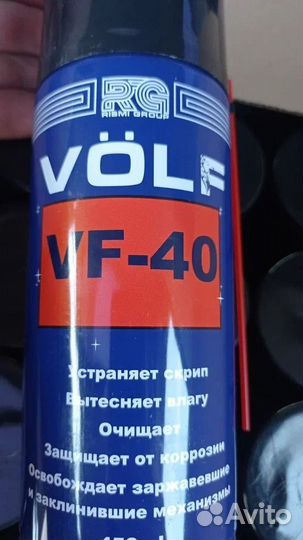 RG
RISMI GROUP
VÖLF
VF-40
Устраняет скрип
Вытесняет влагу
Очищает
Защищает от коррозии
Освобождает заржавевшие
и заклинившие механизмы
Avito